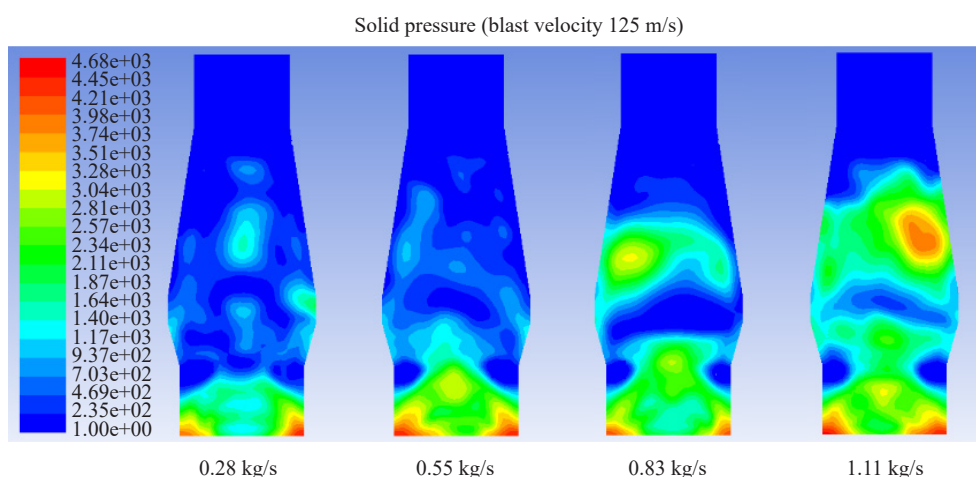 Solid pressure (blast velocity 125 m/s)
4.68e+03
4.45e+03
4.21e+03
3.98e+03
3.74e+03
3.51e+03
3.28e+03
3.04e+03
2.81e+03
2.57e+03
2.34e+03
2.11e+03
1.87e+03
1.64e+03
1.40e+03
1.17e+03
9.37e+02
7.03e+02
4.69e+02
2.35e+02
1.00e+00
0.28 kg/s
0.55 kg/s
0.83 kg/s
1.11 kg/s